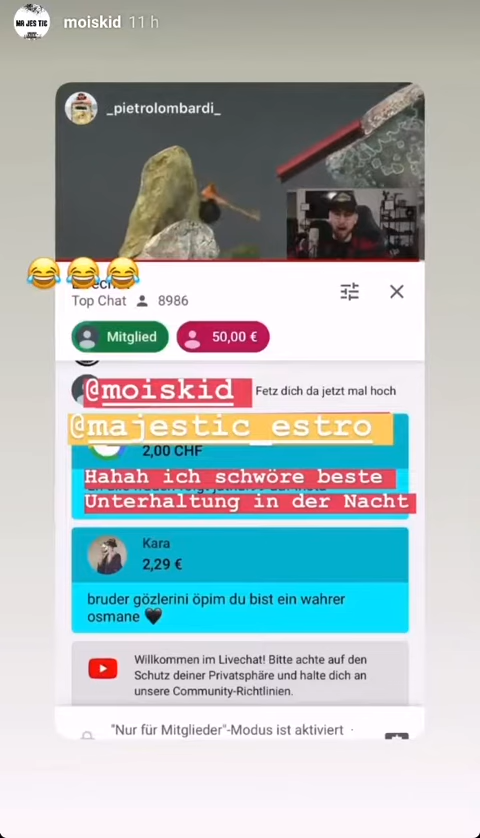 MA JES TIC
moiskid 11 h
_pietrolombardi_
Top Chat 8986
Mitglied 50,00 €
@moiskid Fetz dich da jetzt mal hoch
@majestic_estro
2,00 CHF
Hahah ich schwöre beste
Unterhaltung in der Nacht
Kara
2,29 €
bruder gözlerini öpim du bist ein wahrer
osmane 🖤
Willkommen im Livechat! Bitte achte auf den
Schutz deiner Privatsphäre und halte dich an
unsere Community-Richtlinien.
"Nur für Mitglieder"-Modus ist aktiviert ·